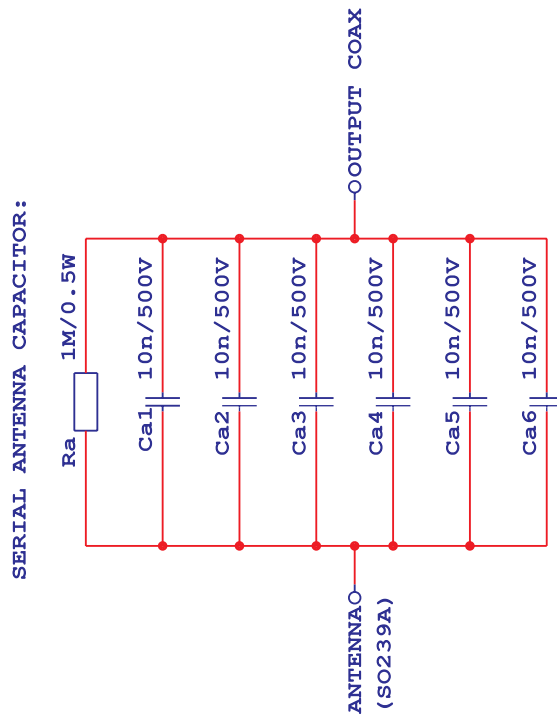 SERIAL ANTENNA CAPACITOR:
Ra 1M/0.5W
Ca1 10n/500V
Ca2 10n/500V
Ca3 10n/500V
Ca4 10n/500V
Ca5 10n/500V
Ca6 10n/500V
ANTENNA
(SO239A)
OUTPUT COAX